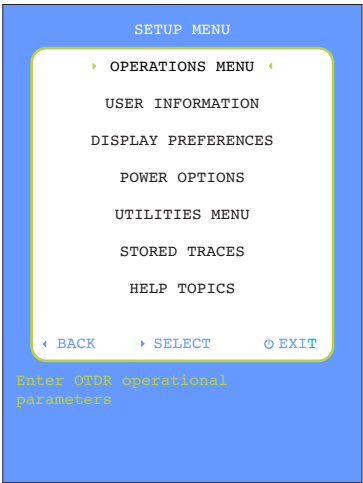 SETUP MENU
OPERATIONS MENU
USER INFORMATION
DISPLAY PREFERENCES
POWER OPTIONS
UTILITIES MENU
STORED TRACES
HELP TOPICS
BACK SELECT EXIT
Enter OTDR operational
parameters